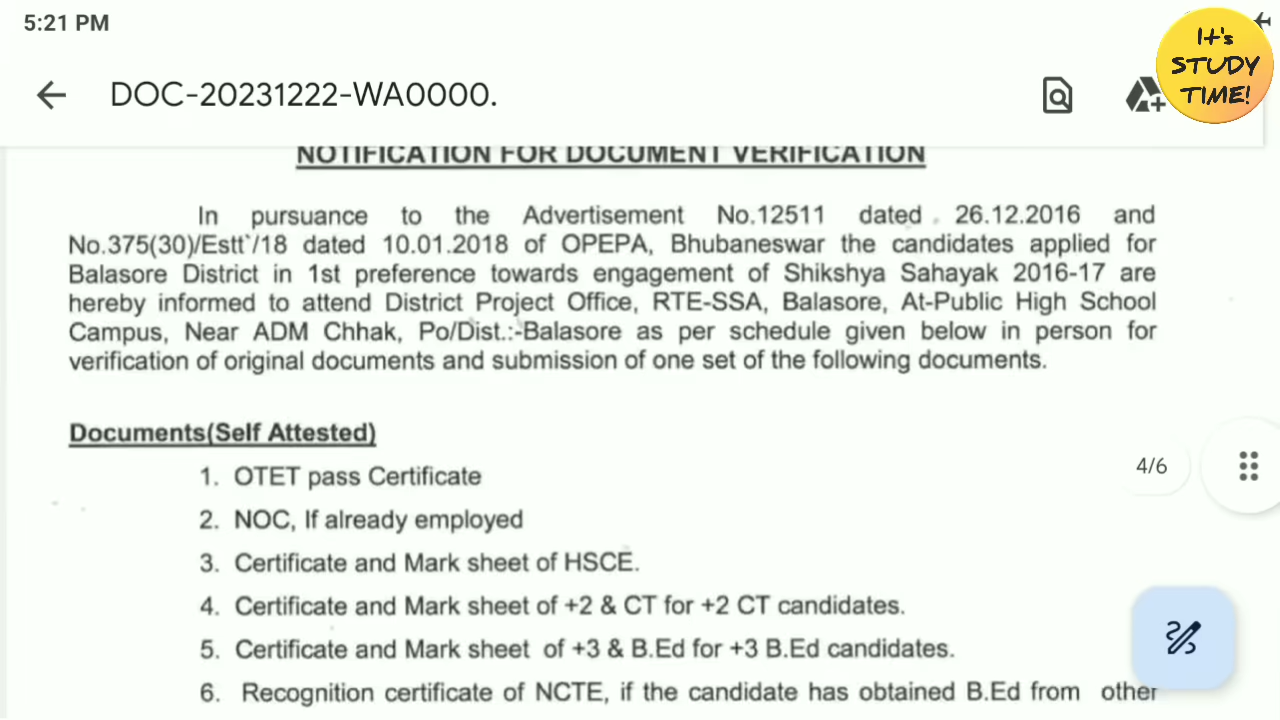 5:21 PM
It's
STUDY
TIME!
DOC-20231222-WA0000.
NOTIFICATION FOR DOCUMENT VERIFICATION
In pursuance to the Advertisement No.12511 dated 26.12.2016 and
No.375(30)/Estt`/18 dated 10.01.2018 of OPEPA, Bhubaneswar the candidates applied for
Balasore District in 1st preference towards engagement of Shikshya Sahayak 2016-17 are
hereby informed to attend District Project Office, RTE-SSA, Balasore, At-Public High School
Campus, Near ADM Chhak, Po/Dist.:-Balasore as per schedule given below in person for
verification of original documents and submission of one set of the following documents.
Documents(Self Attested)
1. OTET pass Certificate
4/6
2. NOC, If already employed
3. Certificate and Mark sheet of HSCE.
4. Certificate and Mark sheet of +2 & CT for +2 CT candidates.
5. Certificate and Mark sheet of +3 & B.Ed for +3 B.Ed candidates.
6. Recognition certificate of NCTE, if the candidate has obtained B.Ed from other